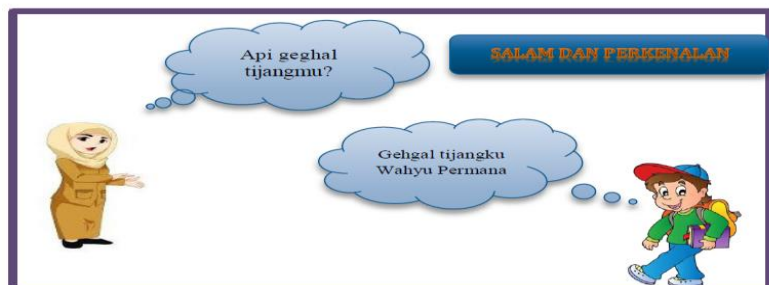 Api geghal
tijangmu?
SALAM DAN PERKENALAN
Gehgal tijangku
Wahyu Permana